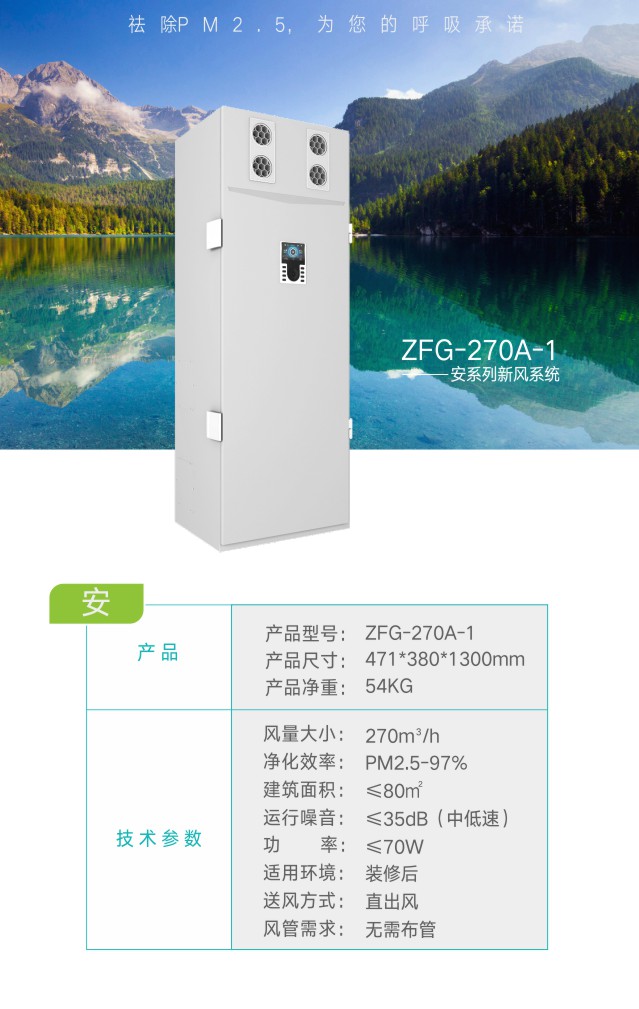 祛除PM2.5,为您的呼吸承诺
ZFG-270A-1
——安系列新风系统
安
产品
产品型号: ZFG-270A-1
产品尺寸: 471*380*1300mm
产品净重: 54KG
技术参数
风量大小: 270m³/h
净化效率: PM2.5-97%
建筑面积: ≤80㎡
运行噪音: ≤35dB(中低速)
功 率: ≤70W
适用环境: 装修后
送风方式: 直出风
风管需求: 无需布管